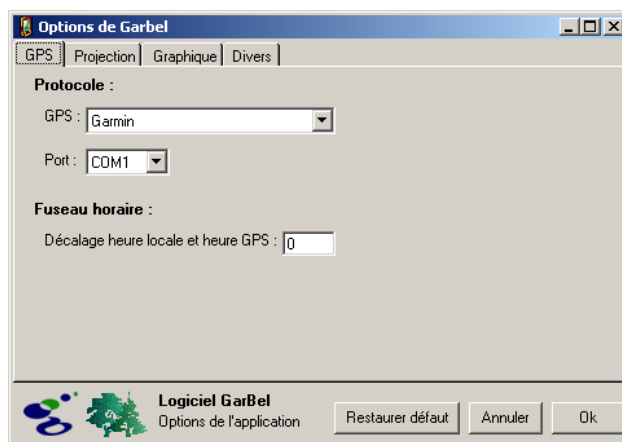 Options de Garbel
GPS Projection Graphique Divers
Protocole :
GPS : Garmin
Port : COM1
Fuseau horaire :
Décalage heure locale et heure GPS : 0
Logiciel GarBel
Options de l'application
Restaurer défaut Annuler Ok